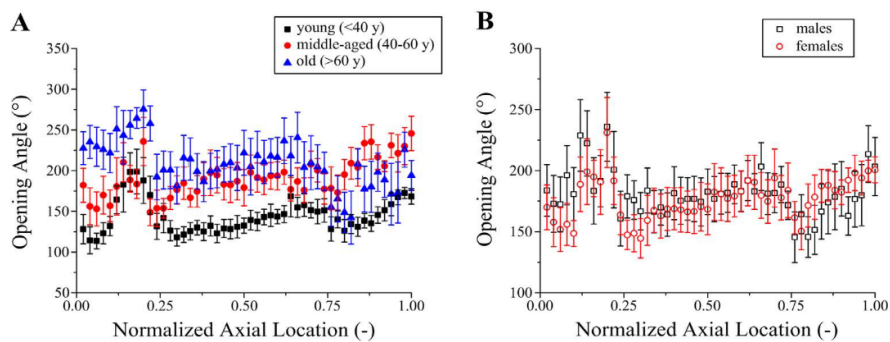 A
young (<40 y)
middle-aged (40-60 y)
old (>60 y)
350
300
250
200
150
100
50
Opening Angle (°)
0.00 0.25 0.50 0.75 1.00
Normalized Axial Location (-)
B
males
females
300
250
200
150
100
Opening Angle (°)
0.00 0.25 0.50 0.75 1.00
Normalized Axial Location (-)